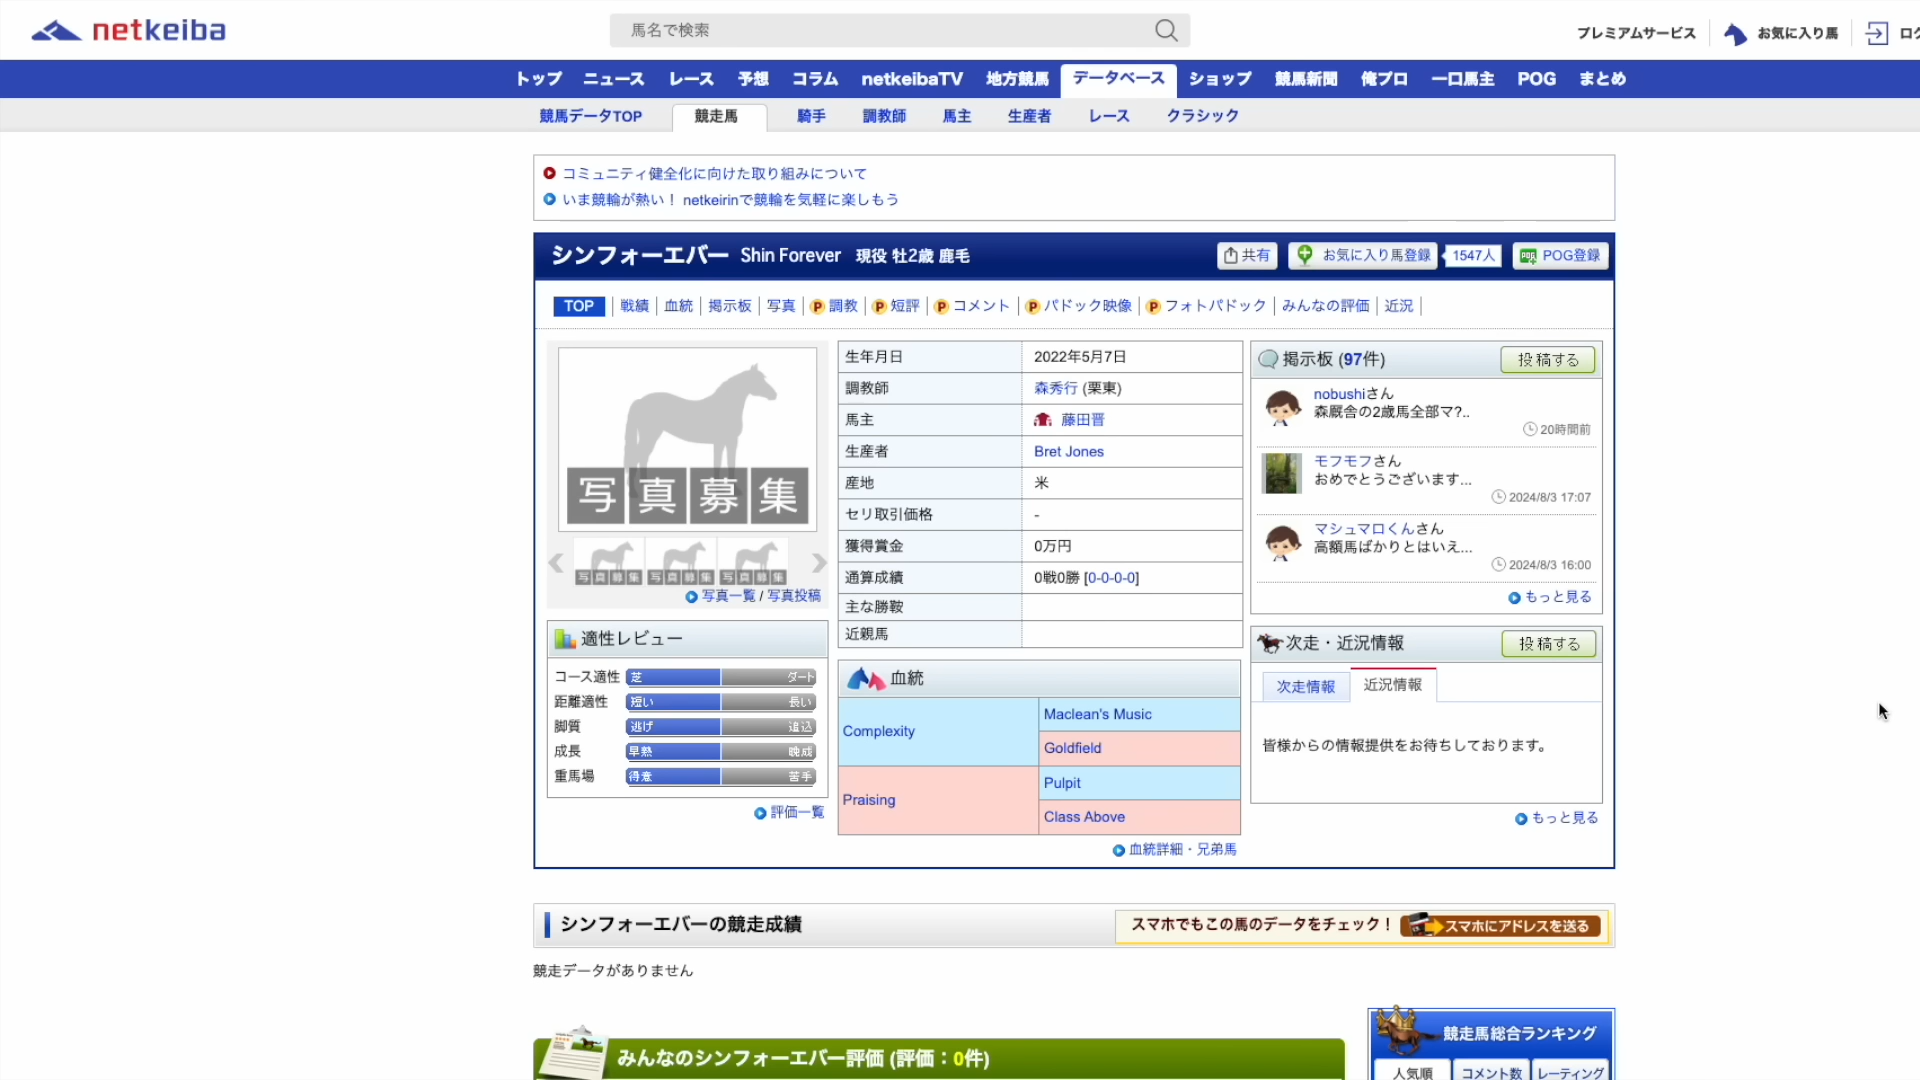 netkeiba
馬名で検索
プレミアムサービス
お気に入り馬
ログ
トップ ニュース レース 予想 コラム netkeibaTV 地方競馬 データベース ショップ 競馬新聞 俺プロ 一口馬主 POG まとめ
競馬データTOP 競走馬 騎手 調教師 馬主 生産者 レース クラシック
コミュニティ健全化に向けた取り組みについて
いま競輪が熱い！ netkeirinで競輪を気軽に楽しもう
シンフォーエバー Shin Forever 現役 牡2歳 鹿毛
共有
お気に入り馬登録
1547人
POG登録
TOP 戦績 血統 掲示板 写真 P 調教 P 短評 P コメント P パドック映像 P フォトパドック みんなの評価 近況
写真募集
写真募集 写真募集 写真募集
写真一覧 / 写真投稿
適性レビュー
コース適性 芝 ダート
距離適性 短い 長い
脚質 逃げ 追込
成長 早熟 晩成
重馬場 得意 苦手
評価一覧
生年月日 2022年5月7日
調教師 森秀行 (栗東)
馬主 藤田晋
生産者 Bret Jones
産地 米
セリ取引価格 -
獲得賞金 0万円
通算成績 0戦0勝 [0-0-0-0]
主な勝鞍
近親馬
血統
Complexity
Maclean's Music
Goldfield
Praising
Pulpit
Class Above
血統詳細・兄弟馬
掲示板 (97件)
投稿する
nobushiさん
森厩舎の2歳馬全部マ?..
20時間前
モフモフさん
おめでとうございます...
2024/8/3 17:07
マシュマロくんさん
高額馬ばかりとはいえ...
2024/8/3 16:00
もっと見る
次走・近況情報
投稿する
次走情報 近況情報
皆様からの情報提供をお待ちしております。
もっと見る
シンフォーエバーの競走成績
スマホでもこの馬のデータをチェック！
スマホにアドレスを送る
競走データがありません
みんなのシンフォーエバー評価 (評価：0件)
競走馬総合ランキング
人気順 コメント数 レーティング